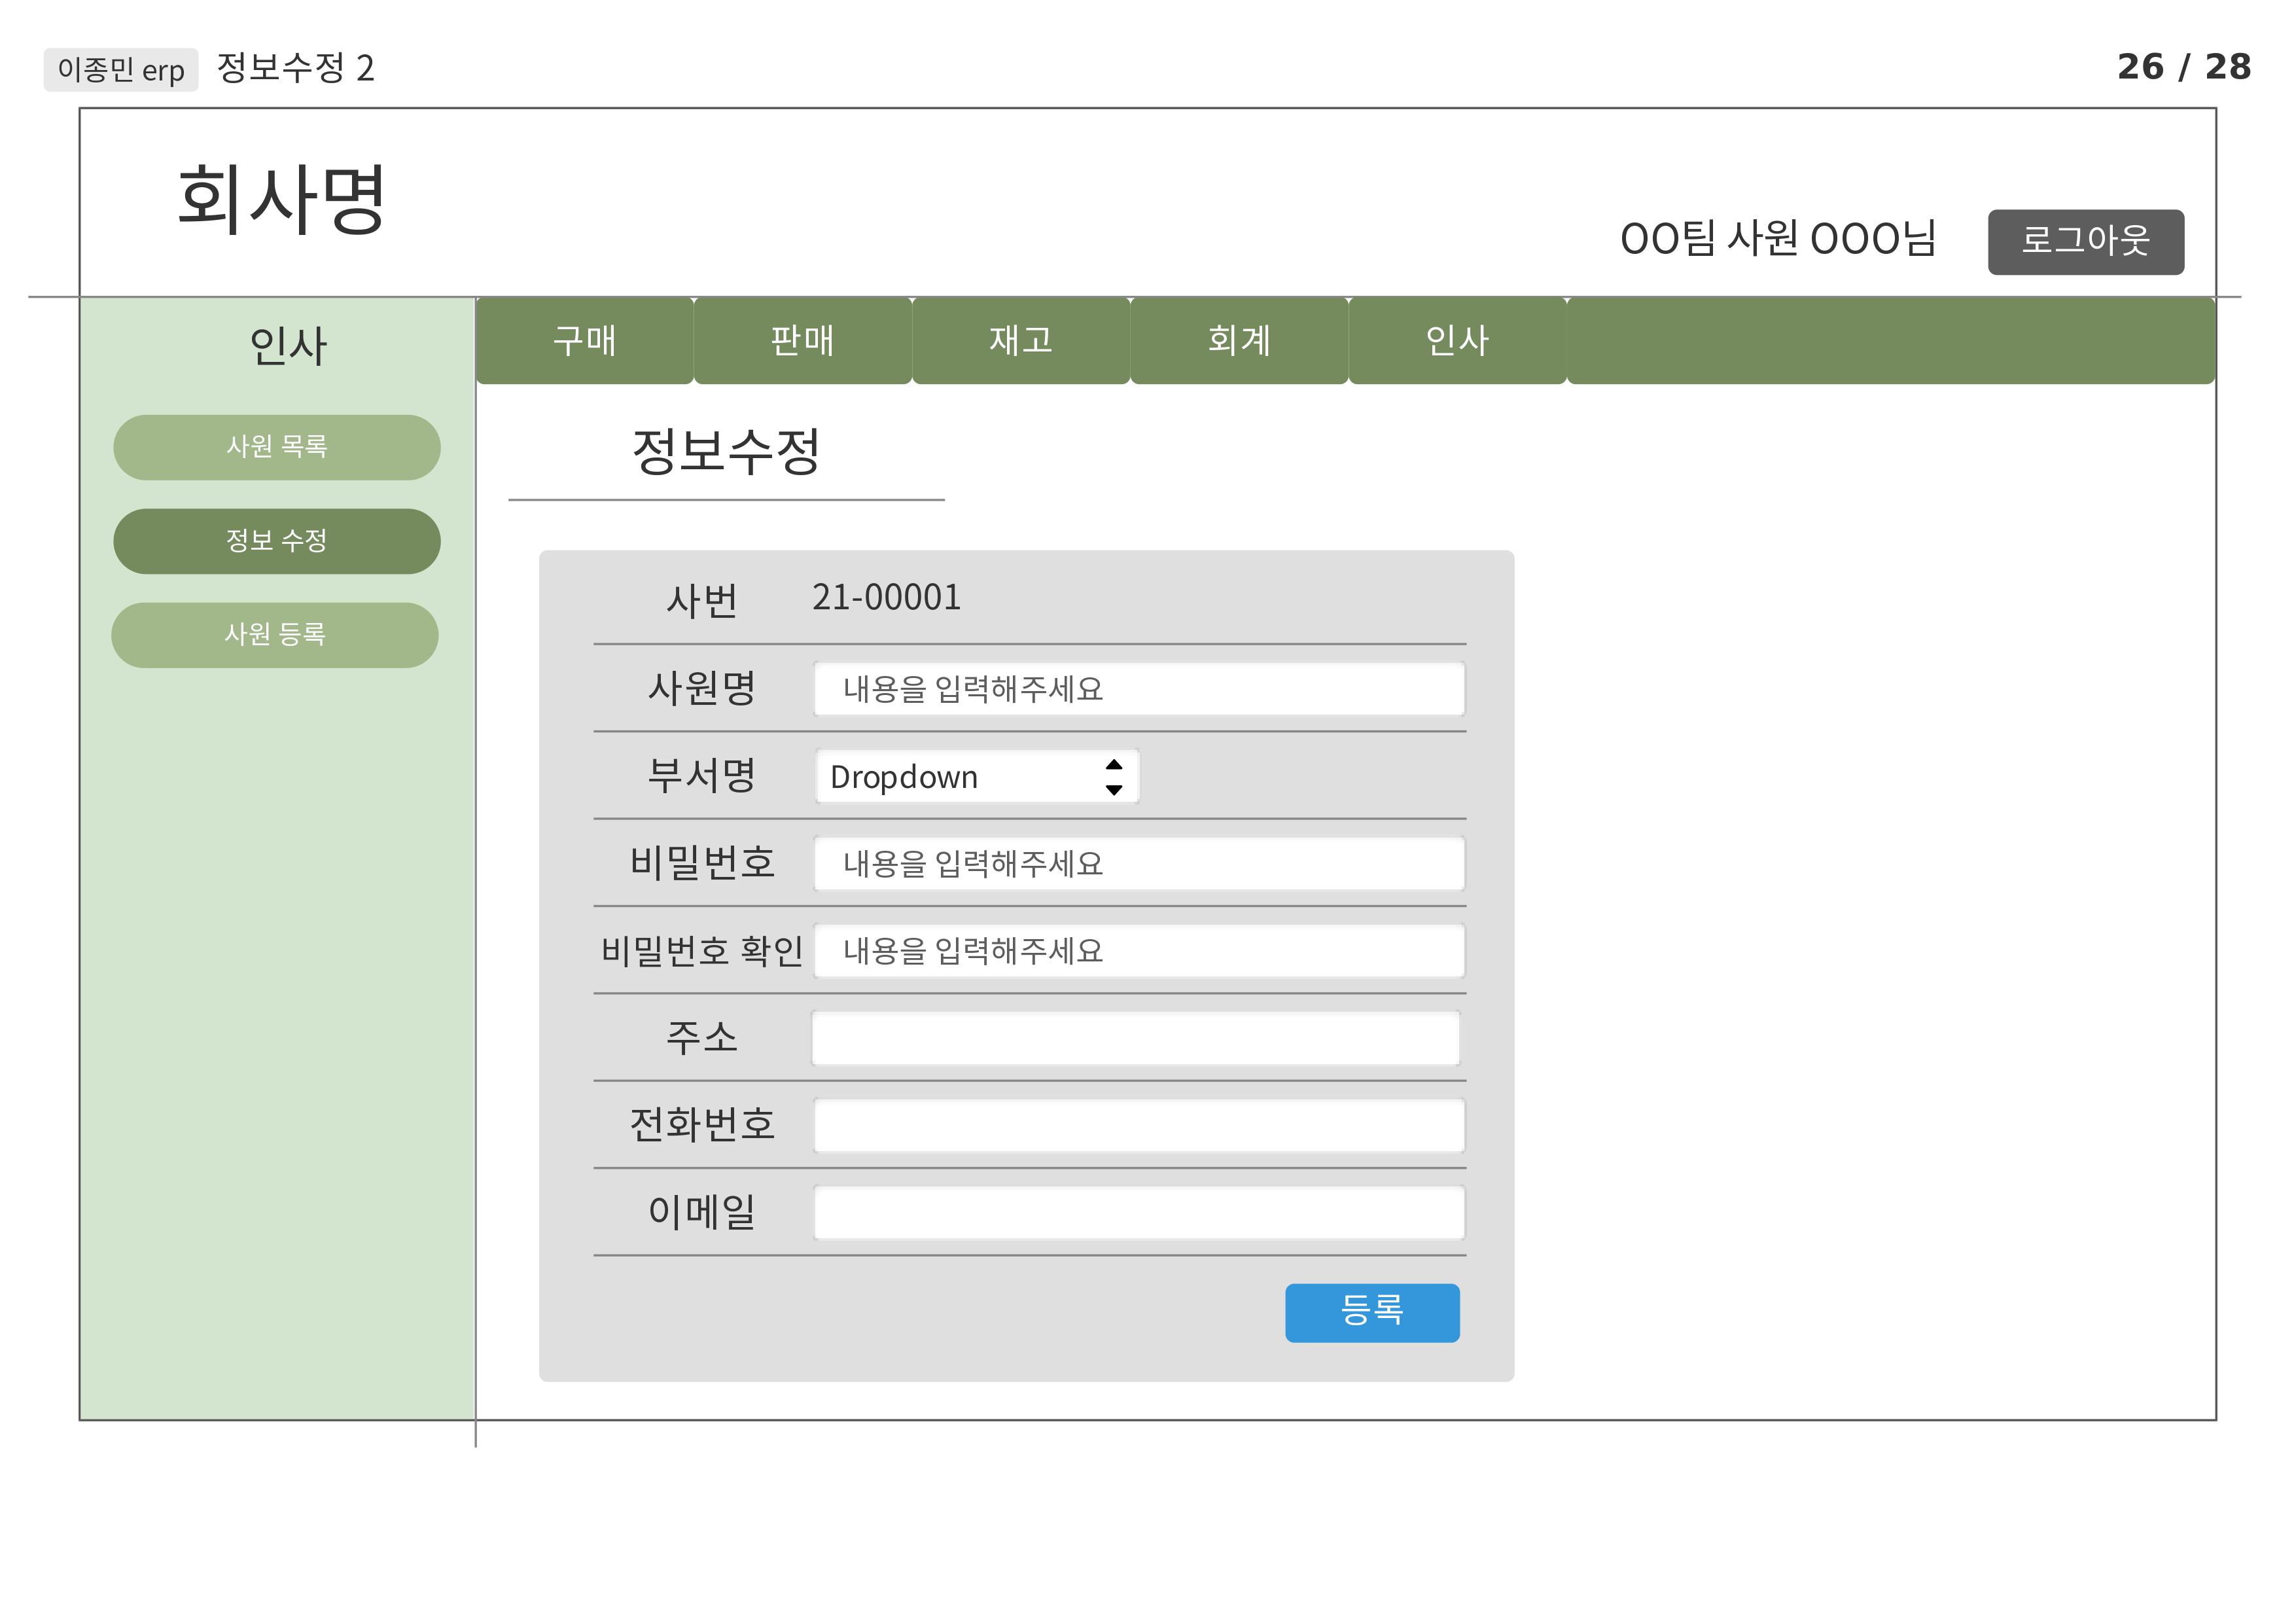 이종민 erp 정보수정 2
26 / 28
회사명
OO팀 사원 OOO님 로그아웃
인사
구매 판매 재고 회계 인사
사원 목록
정보 수정
사원 등록
정보수정
사번 21-00001
사원명 내용을 입력해주세요
부서명 Dropdown
비밀번호 내용을 입력해주세요
비밀번호 확인 내용을 입력해주세요
주소
전화번호
이메일
등록